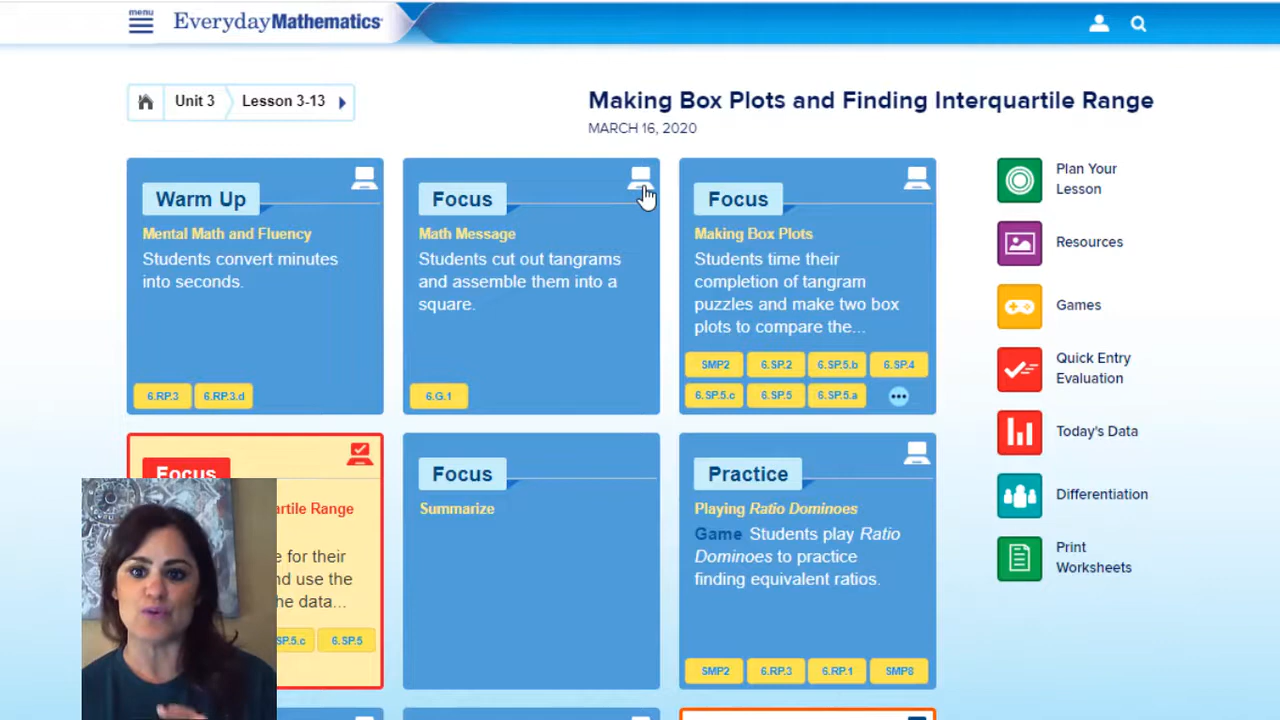 menu
EverydayMathematics
Unit 3
Lesson 3-13
Making Box Plots and Finding Interquartile Range
MARCH 16, 2020
Warm Up
Mental Math and Fluency
Students convert minutes
into seconds.
6.RP.3
6.RP.3.d
Focus
Math Message
Students cut out tangrams
and assemble them into a
square.
6.G.1
Focus
Making Box Plots
Students time their
completion of tangram
puzzles and make two box
plots to compare the...
SMP2
6.SP.2
6.SP.5.b
6.SP.4
6.SP.5.c
6.SP.5
6.SP.5.a
Plan Your
Lesson
Resources
Games
Quick Entry
Evaluation
Today's Data
Differentiation
Print
Worksheets
Focus
artile Range
e for their
nd use the
he data...
SP.5.c
6.SP.5
Focus
Summarize
Practice
Playing Ratio Dominoes
Game Students play Ratio
Dominoes to practice
finding equivalent ratios.
SMP2
6.RP.3
6.RP.1
SMP8